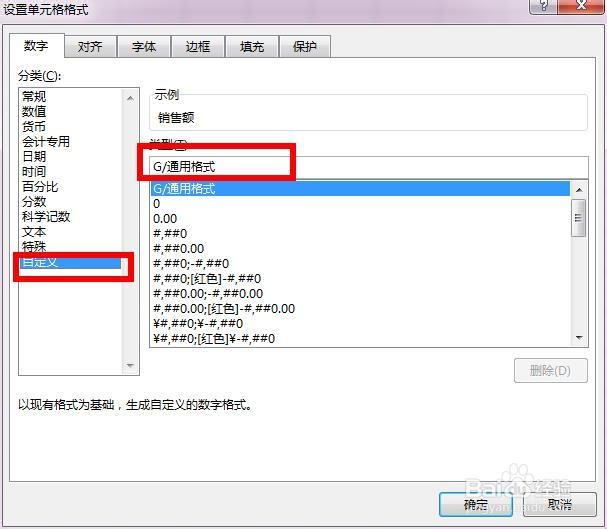 设置单元格格式
数字 对齐 字体 边框 填充 保护
分类(C):
常规
数值
货币
会计专用
日期
时间
百分比
分数
科学记数
文本
特殊
自定义
示例
销售额
类型(T)
G/通用格式
G/通用格式
0
0.00
#,##0
#,##0.00
#,##0;-#,##0
#,##0;[红色]-#,##0
#,##0.00;-#,##0.00
#,##0.00;[红色]-#,##0.00
¥#,##0;¥-#,##0
¥#,##0;[红色]¥-#,##0
删除(D)
以现有格式为基础，生成自定义的数字格式。
确定 取消
Baidu经验